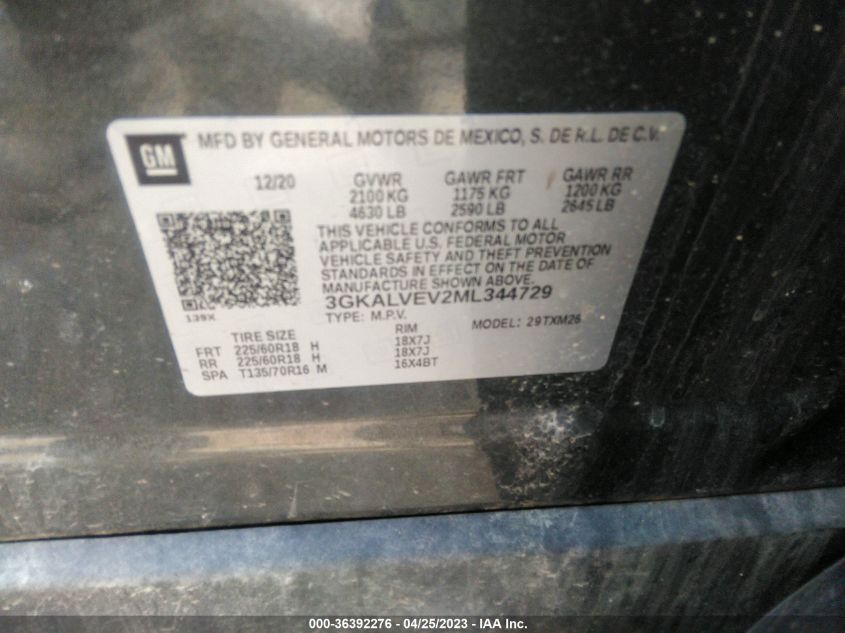 GM
MFD BY GENERAL MOTORS DE MEXICO, S. DE R.L. DE C.V.
12/20 GVWR GAWR FRT GAWR RR
2100 KG 1175 KG 1200 KG
4630 LB 2590 LB 2645 LB
THIS VEHICLE CONFORMS TO ALL
APPLICABLE U.S. FEDERAL MOTOR
VEHICLE SAFETY AND THEFT PREVENTION
STANDARDS IN EFFECT ON THE DATE OF
MANUFACTURE SHOWN ABOVE.
3GKALVEV2ML344729
139X TYPE: M.P.V. MODEL: 29TXM26
TIRE SIZE RIM
FRT 225/60R18 H 18X7J
RR 225/60R18 H 18X7J
SPA T135/70R16 M 16X4BT
000-36392276 - 04/25/2023 - IAA Inc.